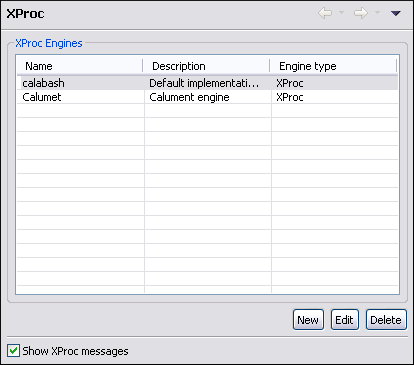 XProc
XProc Engines
Name Description Engine type
calabash Default implementati... XProc
Calumet Calument engine XProc
New Edit Delete
Show XProc messages